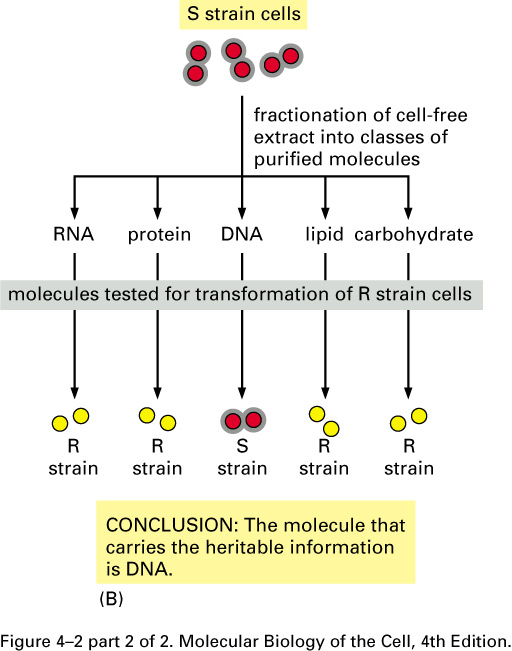 S strain cells
fractionation of cell-free
extract into classes of
purified molecules
RNA protein DNA lipid carbohydrate
molecules tested for transformation of R strain cells
R R S R R
strain strain strain strain strain
CONCLUSION: The molecule that
carries the heritable information
is DNA.
(B)
Figure 4–2 part 2 of 2. Molecular Biology of the Cell, 4th Edition.